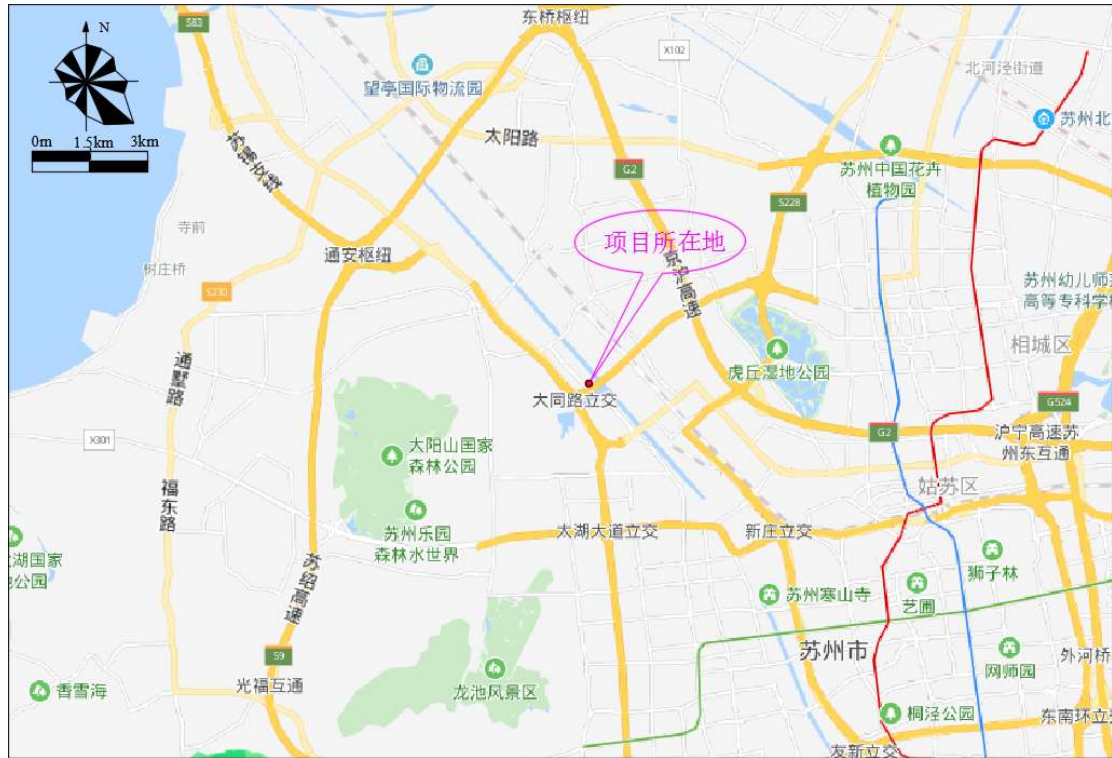 S83
东桥枢纽
N
X102
北河泾街道
望亭国际物流园
0m 1.5km 3km
苏锡支线
太阳路
苏州北
G2
苏州中国花卉
植物园
S228
寺前
项目所在地
通安枢纽
树庄桥
京沪高速
S230
苏州幼儿师范
高等专科学校
相城区
通墅路
虎丘湿地公园
大同路立交
G524
X301
大阳山国家
森林公园
G2
沪宁高速苏
州东互通
福东路
姑苏区
苏州乐园
森林水世界
太湖大道立交
新庄立交
湖国家
公园
狮子林
苏绍高速
苏州寒山寺
艺圃
苏州市
网师园
外河桥
S9
光福互通
香雪海
龙池风景区
桐泾公园
东南环立交
友新立交